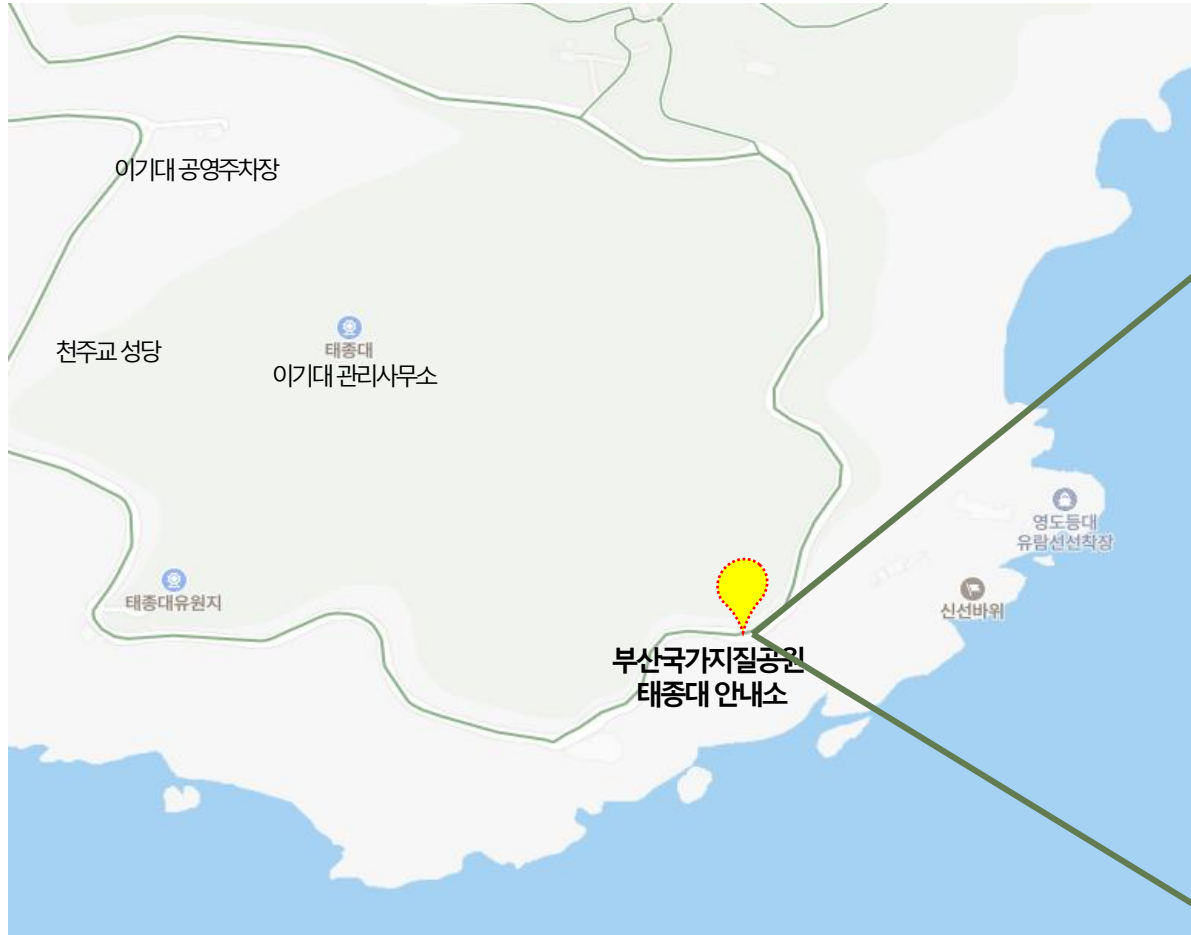 이기대 공영주차장
천주교 성당
태종대
이기대 관리사무소
영도등대
유람선선착장
태종대유원지
신선바위
부산국가지질공원
태종대 안내소